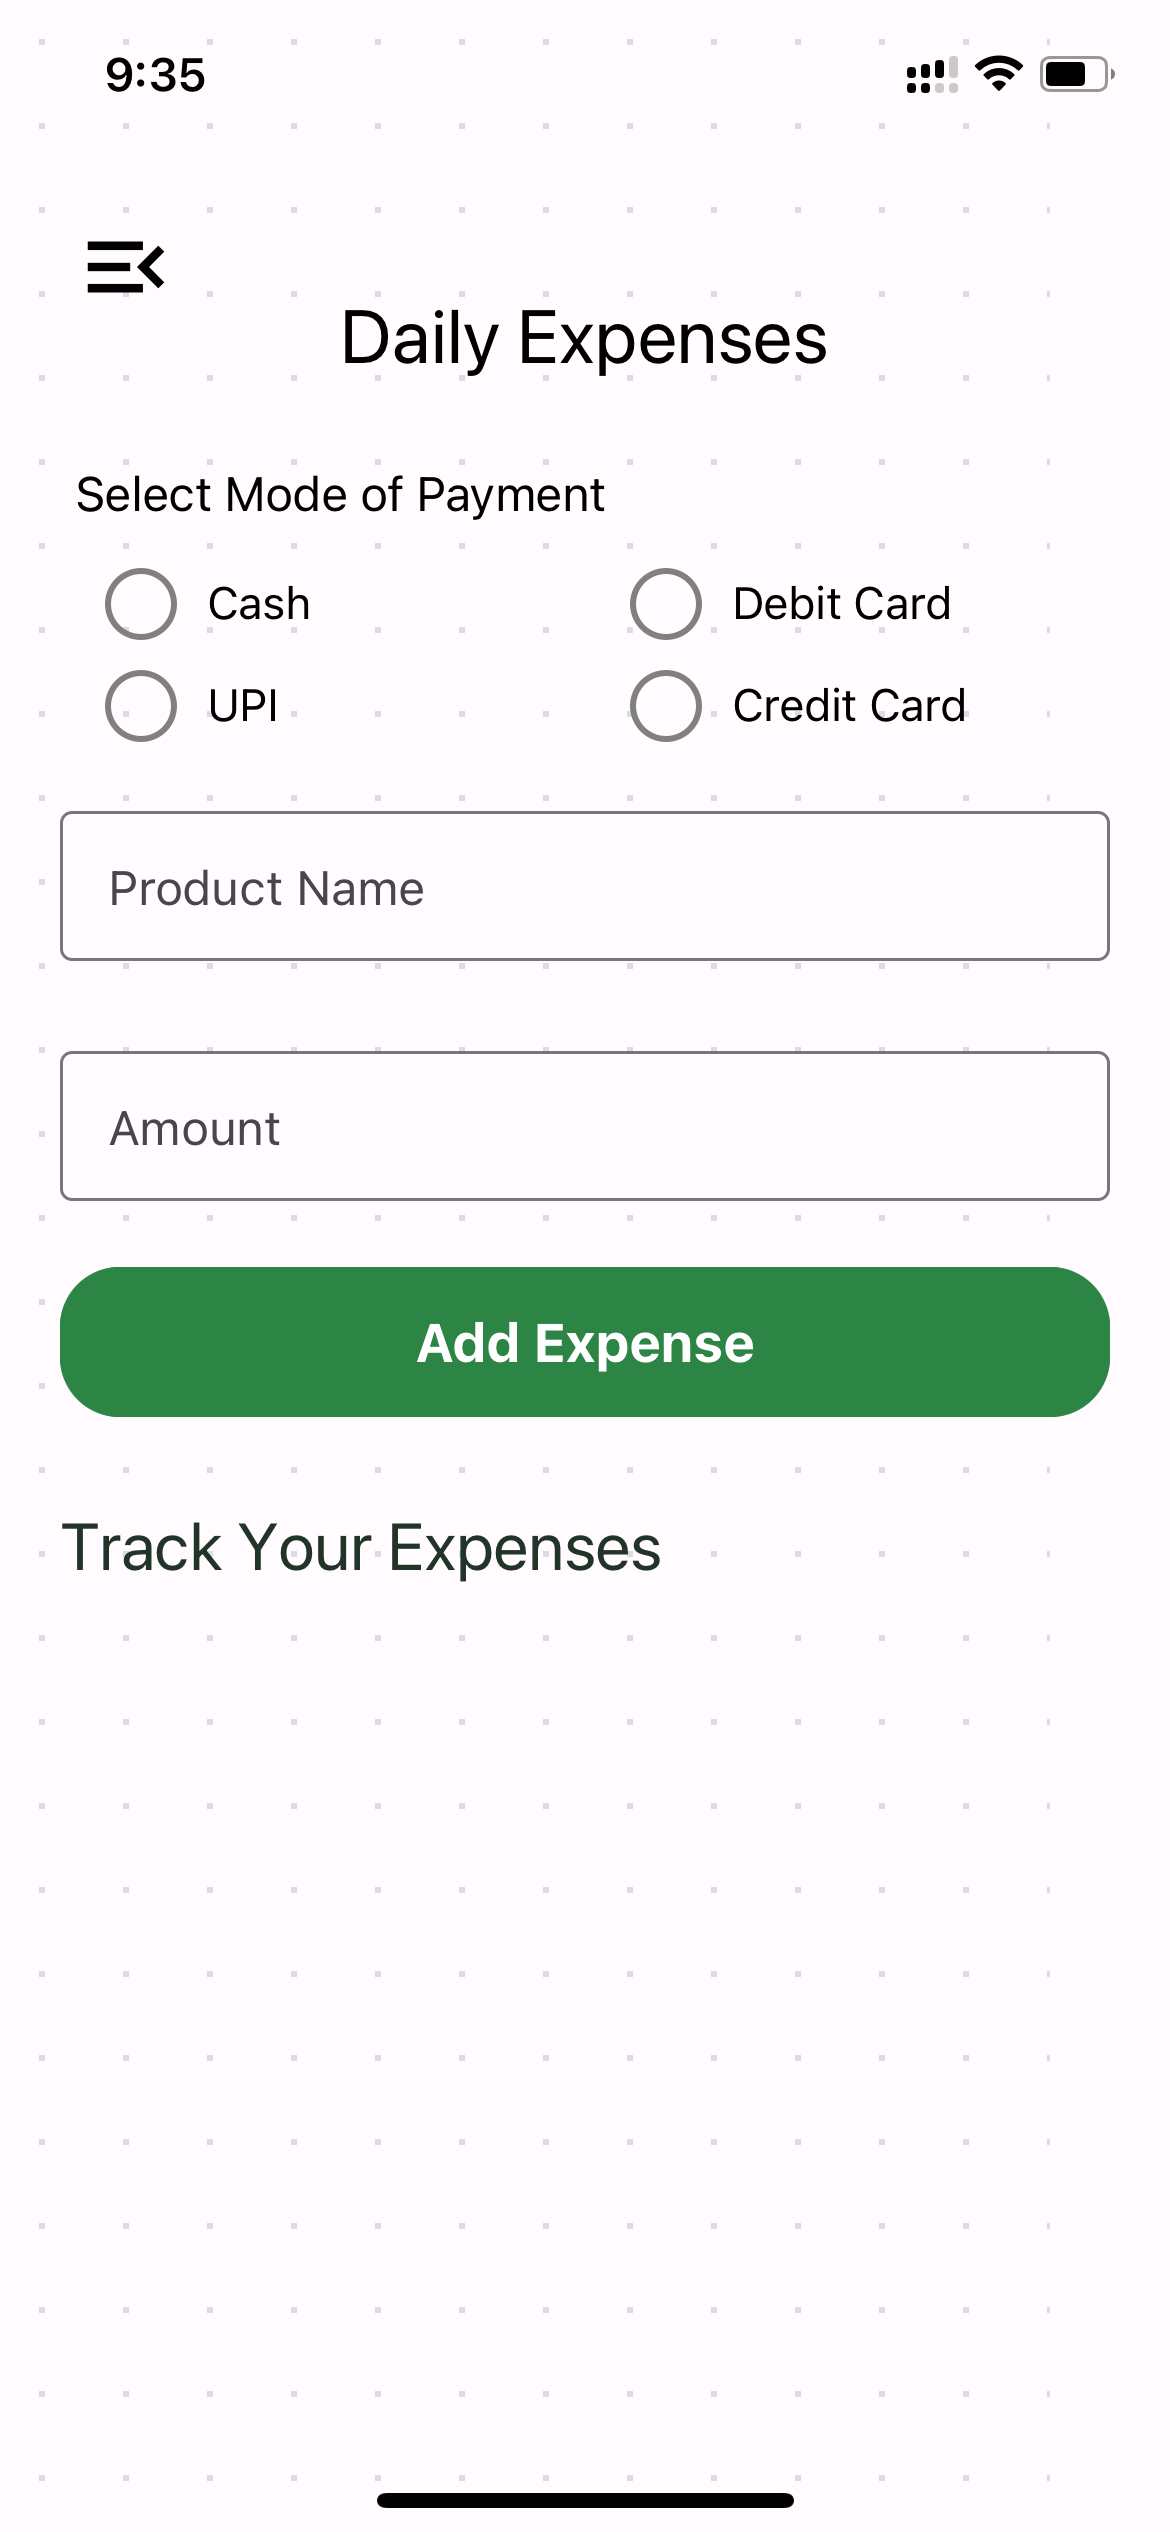 9:35
Daily Expenses
Select Mode of Payment
Cash
Debit Card
UPI
Credit Card
Product Name
Amount
Add Expense
Track Your Expenses